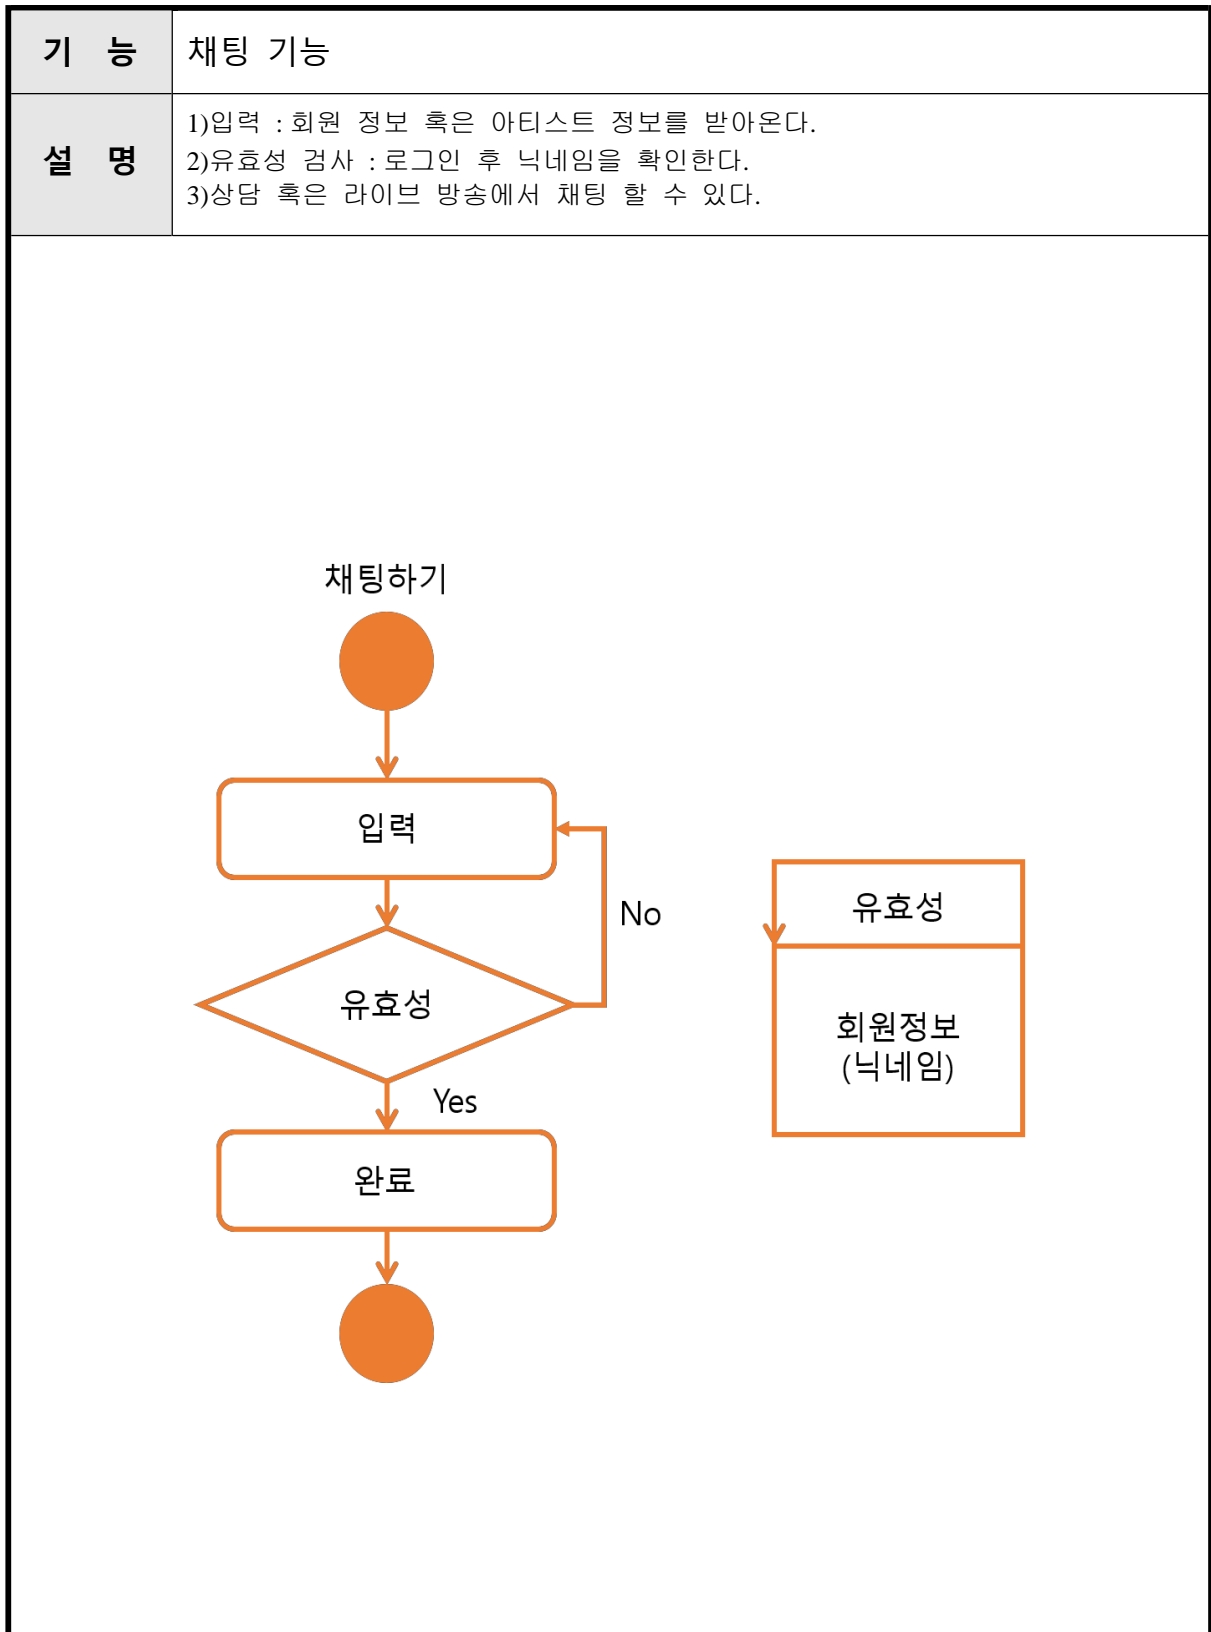 기 능
채팅 기능
설 명
1)입력 : 회원 정보 혹은 아티스트 정보를 받아온다.
2)유효성 검사 : 로그인 후 닉네임을 확인한다.
3)상담 혹은 라이브 방송에서 채팅 할 수 있다.
채팅하기
입력
No
유효성
Yes
완료
유효성
회원정보
(닉네임)